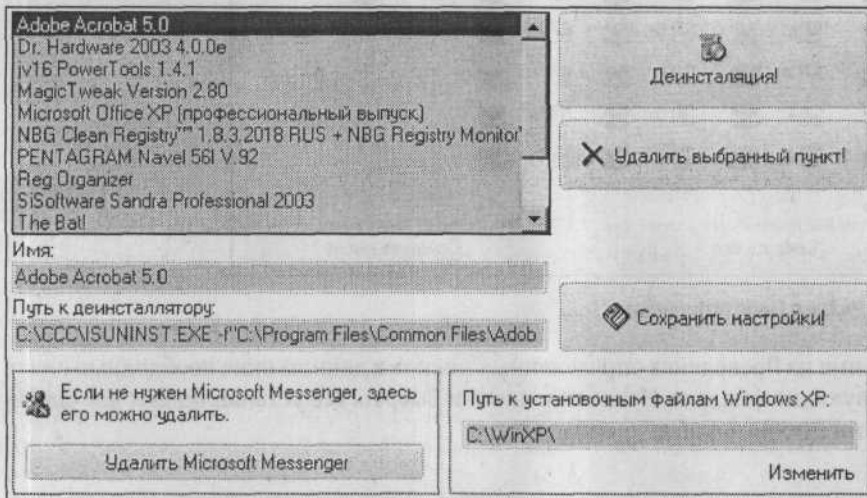 Adobe Acrobat 5.0
Dr. Hardware 2003 4.0.0e
jv16 PowerTools 1.4.1
MagicTweak Version 2.80
Microsoft Office XP (профессиональный выпуск)
NBG Clean Registry™ 1.8.3.2018 RUS + NBG Registry Monitor
PENTAGRAM Navel 56I V.92
Reg Organizer
SiSoftware Sandra Professional 2003
The Bat!
Деинсталяция!
Удалить выбранный пункт!
Имя:
Adobe Acrobat 5.0
Путь к деинсталлятору:
C:\CCC\ISUNINST.EXE -f"C:\Program Files\Common Files\Adob
Сохранить настройки!
Если не нужен Microsoft Messenger, здесь
его можно удалить.
Удалить Microsoft Messenger
Путь к установочным файлам Windows XP:
C:\WinXP\
Изменить